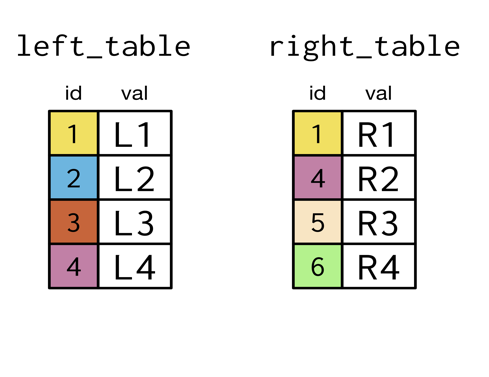 left_table right_table
id val id val
1 L1 1 R1
2 L2 4 R2
3 L3 5 R3
4 L4 6 R4